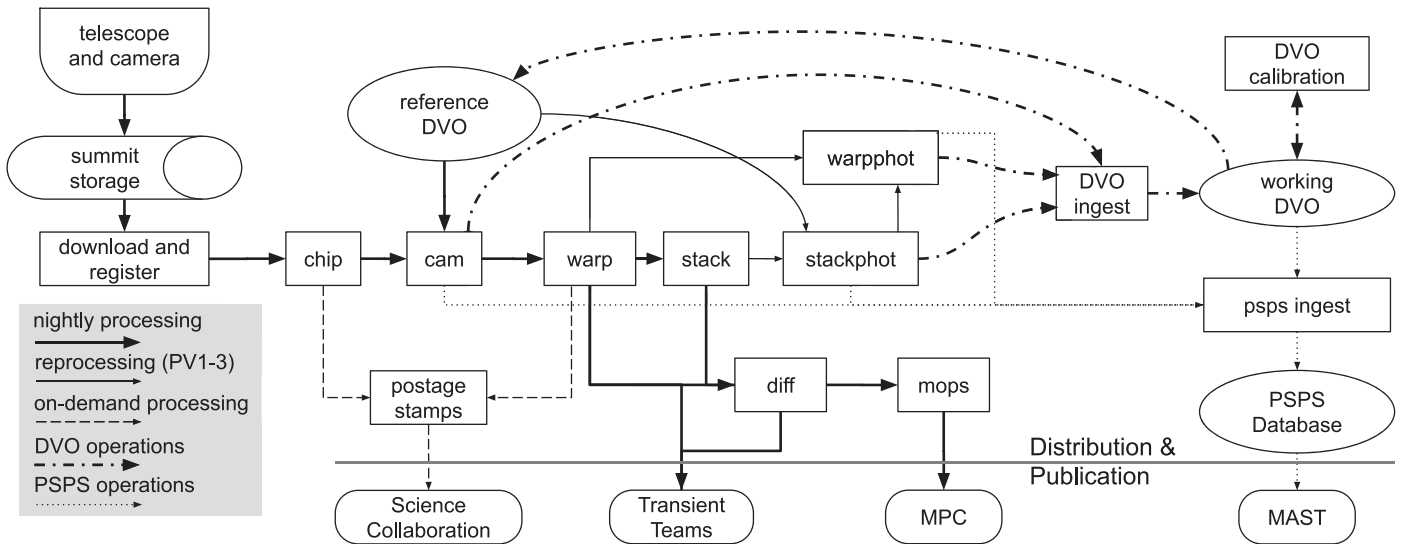 telescope
and camera
summit
storage
download and
register
chip
cam
warp
stack
stackphot
warpphot
reference
DVO
DVO
ingest
DVO
calibration
working
DVO
psps ingest
PSPS
Database
postage
stamps
diff
mops
nightly processing
reprocessing (PV1-3)
on-demand processing
DVO operations
PSPS operations
Distribution &
Publication
Science
Collaboration
Transient
Teams
MPC
MAST